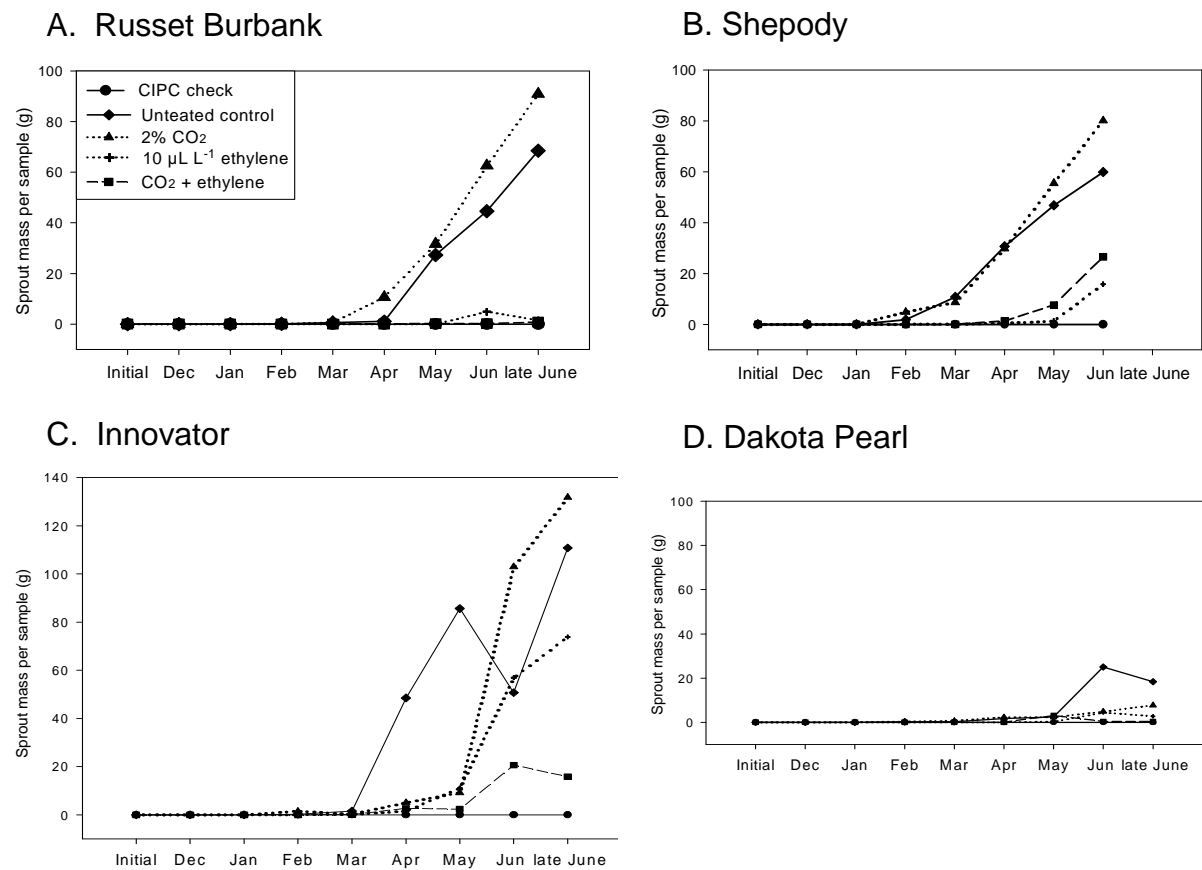 A. Russet Burbank
Sprout mass per sample (g)
100
80
60
40
20
0
CIPC check
Unteated control
2% CO2
10 µL L-1 ethylene
CO2 + ethylene
Initial Dec Jan Feb Mar Apr May Jun late June
B. Shepody
Sprout mass per sample (g)
100
80
60
40
20
0
Initial Dec Jan Feb Mar Apr May Jun late June
C. Innovator
Sprout mass per sample (g)
140
120
100
80
60
40
20
0
Initial Dec Jan Feb Mar Apr May Jun late June
D. Dakota Pearl
Sprout mass per sample (g)
100
80
60
40
20
0
Initial Dec Jan Feb Mar Apr May Jun late June